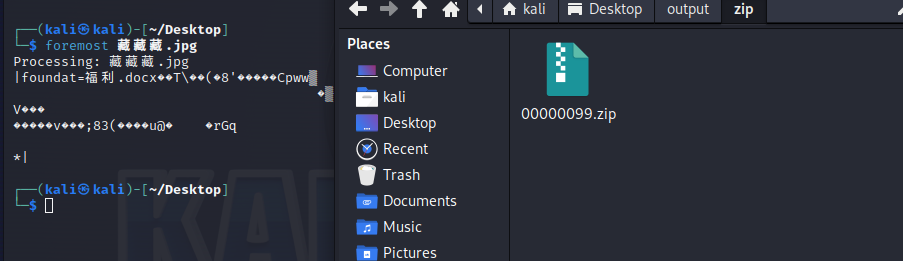 ┌──(kali㉿kali)-[~/Desktop]
└─$ foremost 藏藏藏.jpg
Processing: 藏藏藏.jpg
|foundat=福利.docx��T\��(�8'�����Cpww▒
�▒
V���
�����v���;83(����u@� �rGq
*|
┌──(kali㉿kali)-[~/Desktop]
└─$
kali Desktop output zip
Places
Computer
kali
Desktop
Recent
Trash
Documents
Music
Pictures
00000099.zip